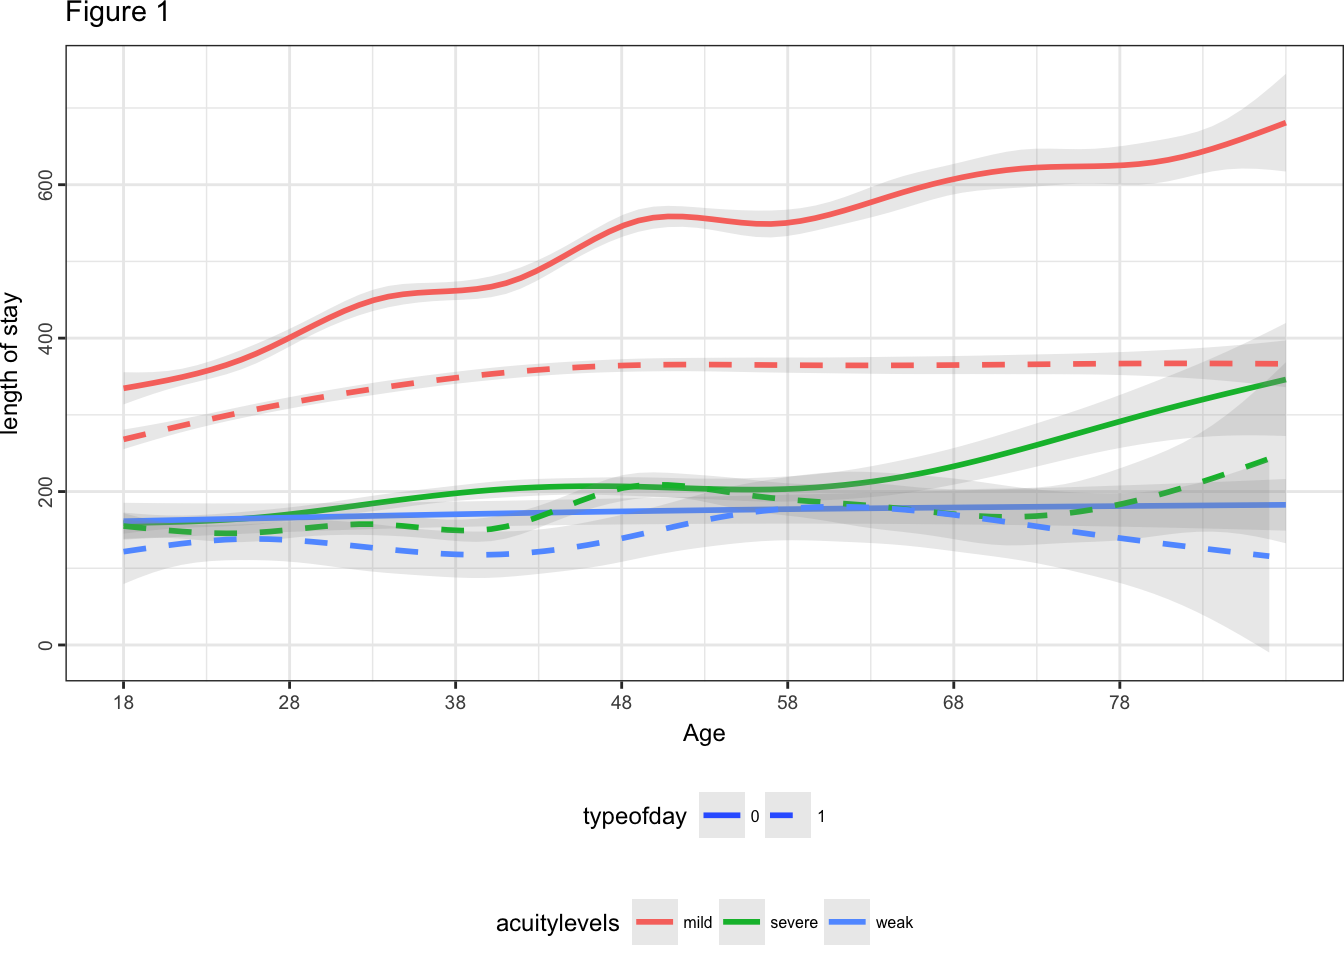 Figure 1
length of stay
600
400
200
0
18 28 38 48 58 68 78
Age
typeofday 0 1
acuitylevels mild severe weak